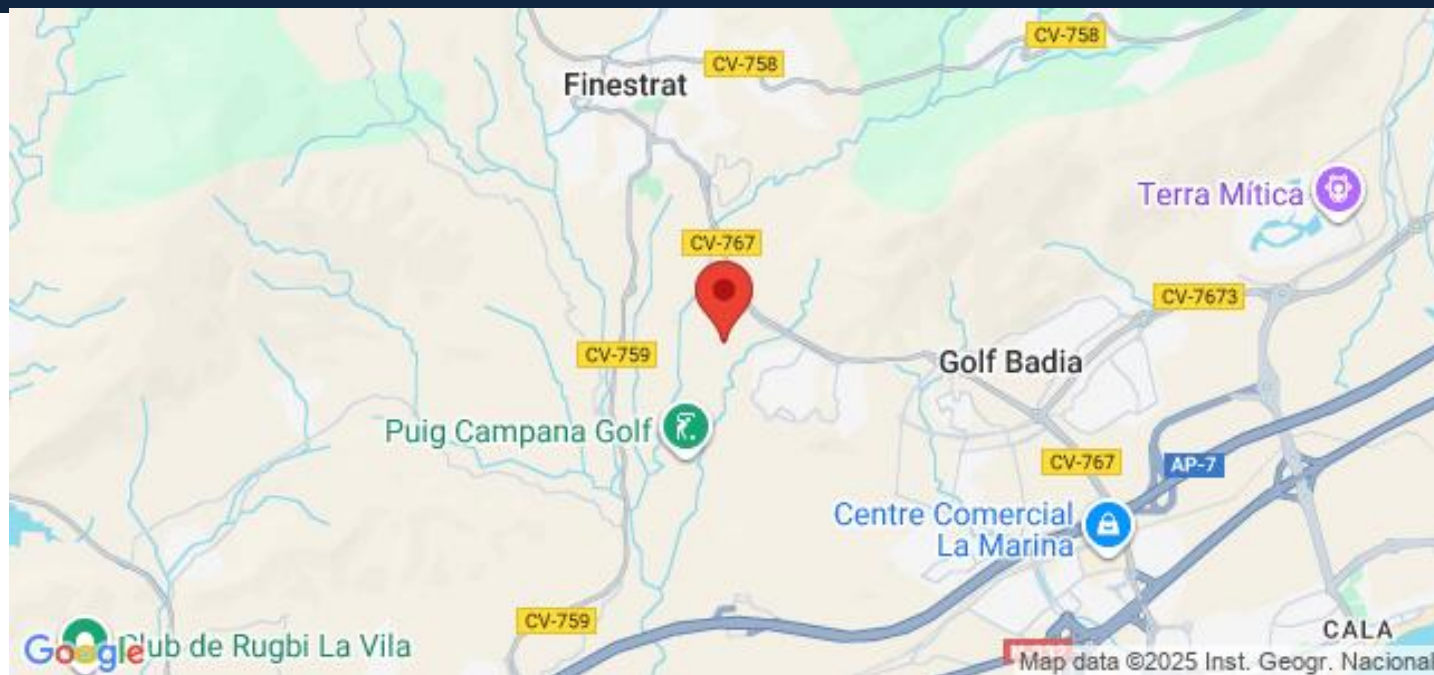 CV-758
CV-758
Finestrat
Terra Mítica
CV-767
CV-7673
CV-759
Golf Badia
Puig Campana Golf
CV-767
AP-7
Centre Comercial
La Marina
CV-759
CALA
Google
lub de Rugbi La Vila
Map data ©2025 Inst. Geogr. Nacional